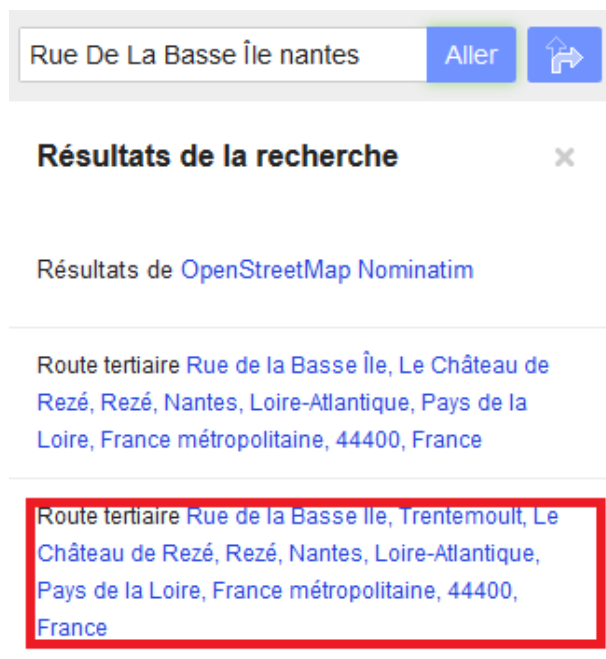 Rue De La Basse Île nantes
Aller
Résultats de la recherche
×
Résultats de OpenStreetMap Nominatim
Route tertiaire Rue de la Basse Île, Le Château de
Rezé, Rezé, Nantes, Loire-Atlantique, Pays de la
Loire, France métropolitaine, 44400, France
Route tertiaire Rue de la Basse Ile, Trentemoult, Le
Château de Rezé, Rezé, Nantes, Loire-Atlantique,
Pays de la Loire, France métropolitaine, 44400,
France